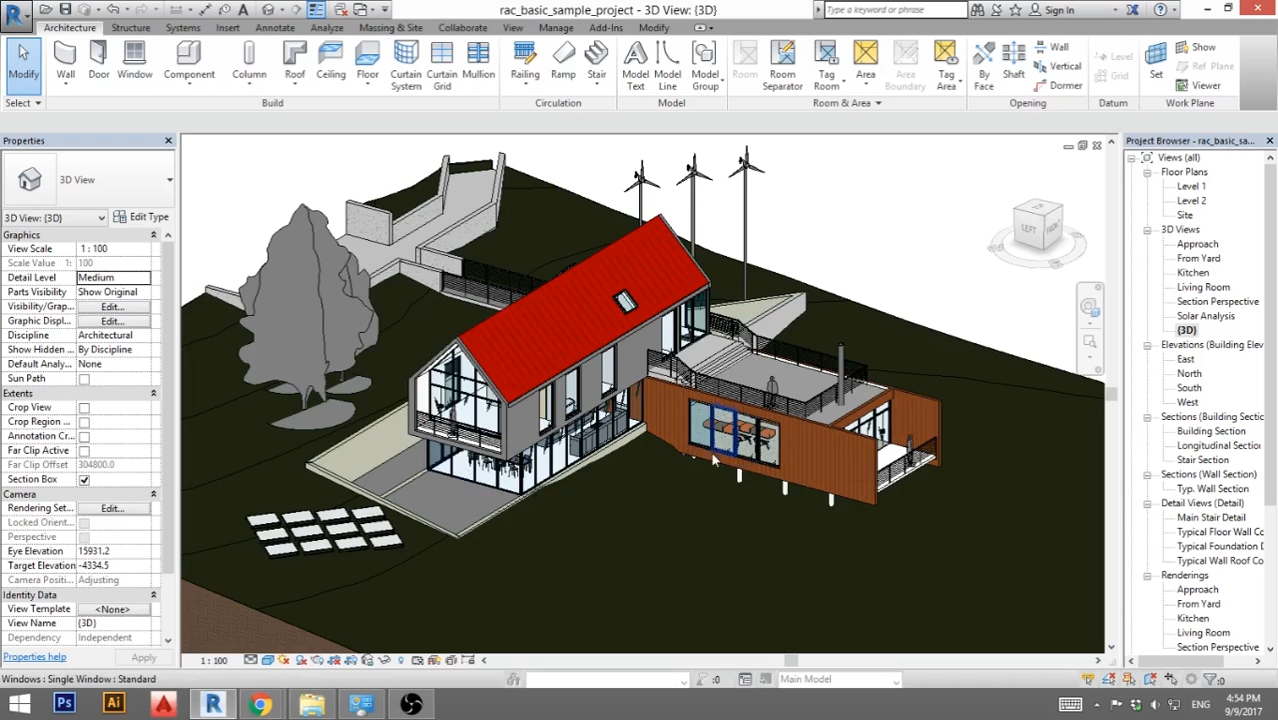 rac_basic_sample_project - 3D View: {3D}
Type a keyword or phrase
Sign In
Architecture Structure Systems Insert Annotate Analyze Massing & Site Collaborate View Manage Add-Ins Modify
Modify Wall Door Window Component Column Roof Ceiling Floor Curtain System Curtain Grid Mullion Railing Ramp Stair Model Text Model Line Model Group Room Room Separator Tag Room Area Area Boundary Tag Area By Face Shaft Wall Vertical Dormer Level Grid Set Show Ref Plane Viewer
Select Build Circulation Model Room & Area Opening Datum Work Plane
Properties
3D View
3D View: {3D} Edit Type
Graphics
View Scale 1 : 100
Scale Value 1: 100
Detail Level Medium
Parts Visibility Show Original
Visibility/Grap... Edit...
Graphic Displ... Edit...
Discipline Architectural
Show Hidden ... By Discipline
Default Analy... None
Sun Path
Extents
Crop View
Crop Region ...
Annotation Cr...
Far Clip Active
Far Clip Offset 304800.0
Section Box
Camera
Rendering Set... Edit...
Locked Orient...
Perspective
Eye Elevation 15931.2
Target Elevation -4334.5
Camera Positi... Adjusting
Identity Data
View Template <None>
View Name {3D}
Dependency Independent
Properties help Apply
LEFT FRONT
Project Browser - rac_basic_sa...
Views (all)
Floor Plans
Level 1
Level 2
Site
3D Views
Approach
From Yard
Kitchen
Living Room
Section Perspective
Solar Analysis
{3D}
Elevations (Building Elev
East
North
South
West
Sections (Building Sectio
Building Section
Longitudinal Sectio
Stair Section
Sections (Wall Section)
Typ. Wall Section
Detail Views (Detail)
Main Stair Detail
Typical Floor Wall Co
Typical Foundation D
Typical Wall Roof Co
Renderings
Approach
From Yard
Kitchen
Living Room
Section Perspective
1 : 100
Windows : Single Window : Standard
:0 Main Model :0
Ps Ai A R
ENG 4:54 PM
9/9/2017